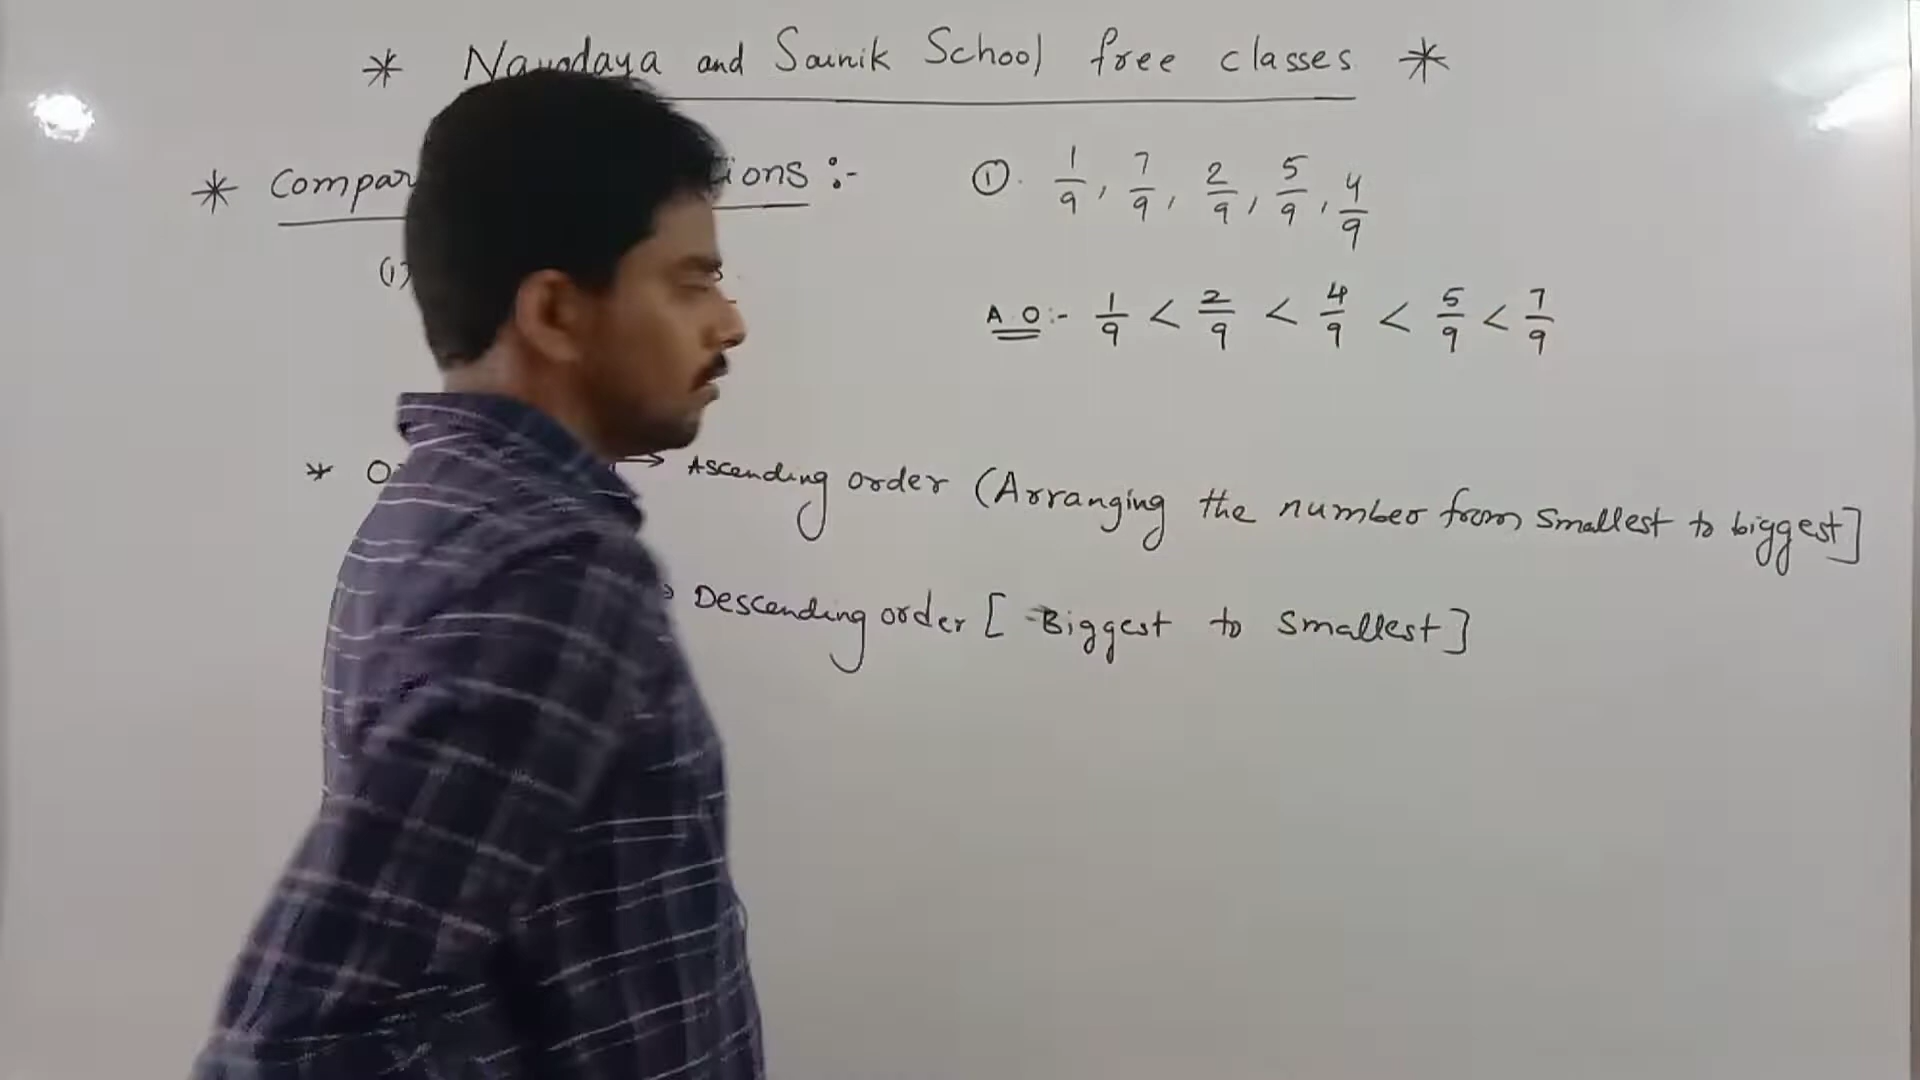 * Navodaya and Sainik School free classes *
* Compar ions :-
① 1/9, 7/9, 2/9, 5/9, 4/9
(1)
A.O:- 1/9 < 2/9 < 4/9 < 5/9 < 7/9
* O → Ascending order (Arranging the number from smallest to biggest]
Descending order [ Biggest to smallest]